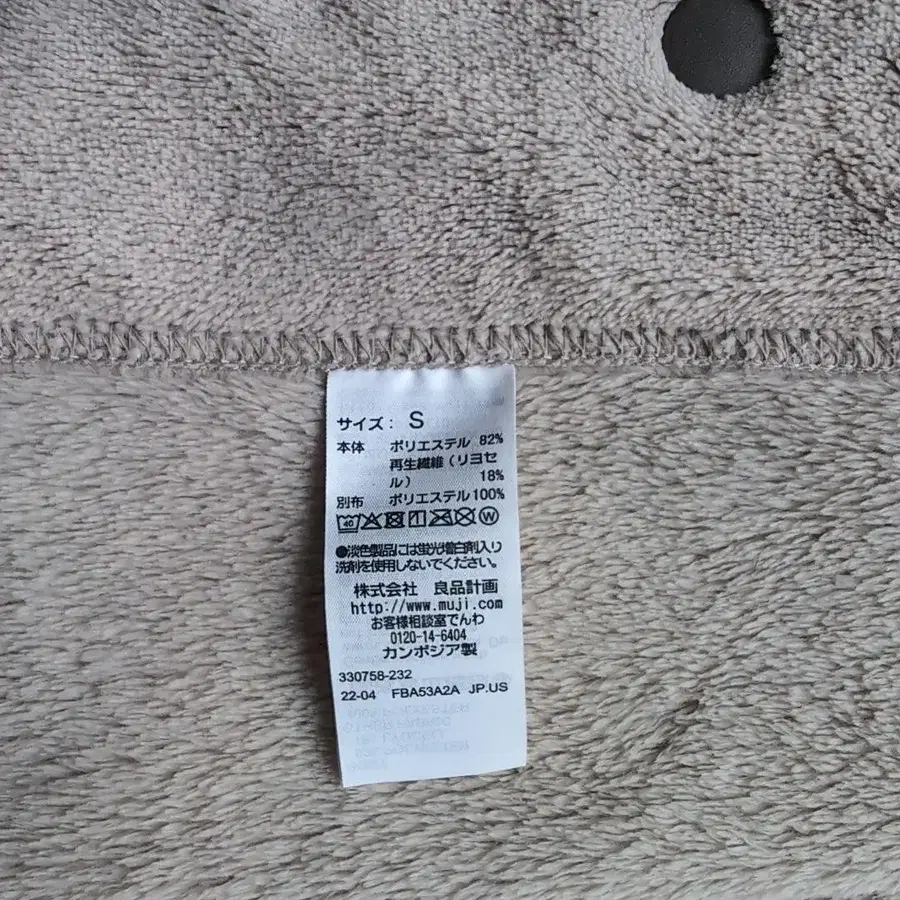 サイズ: S
本体 ポリエステル 82%
再生繊維(リヨセ
ル) 18%
別布 ポリエステル100%
40
W
●淡色製品には蛍光増白剤入り
洗剤を使用しないでください。
株式会社 良品計画
http://www.muji.com
お客様相談室でんわ
0120-14-6404
カンボジア製
330758-232
22-04 FBA53A2A JP.US